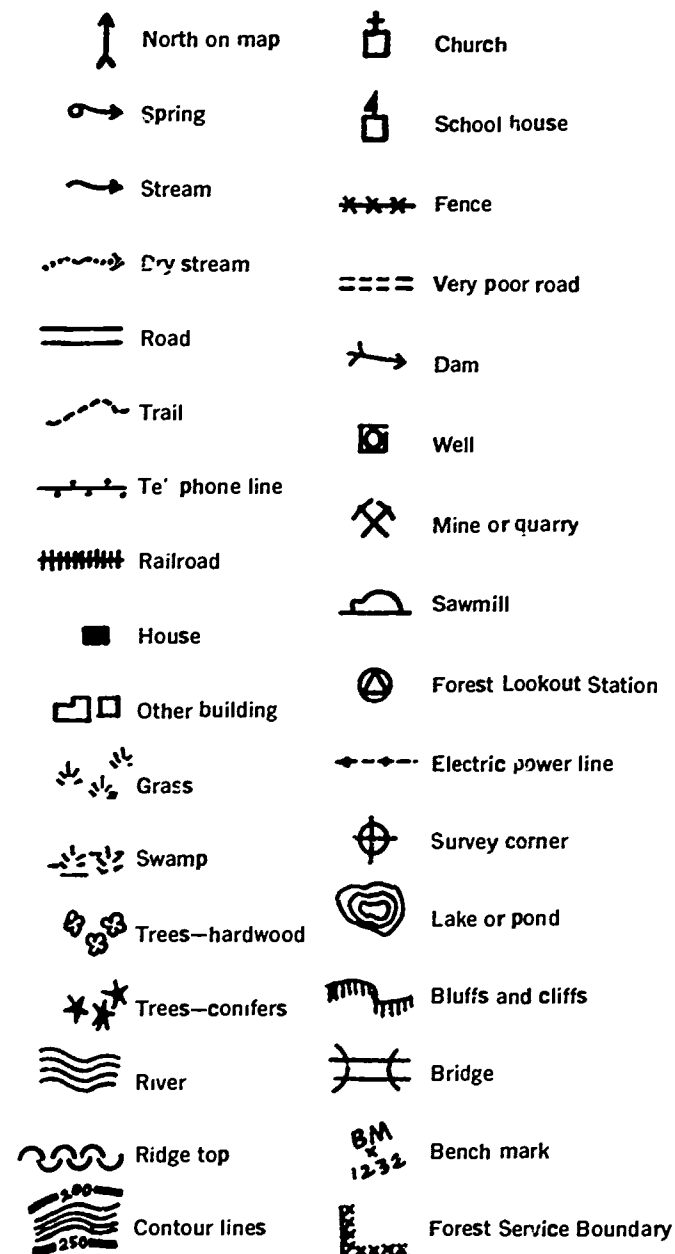 North on map
Spring
Stream
Dry stream
Road
Trail
phone line
Railroad
House
Other building
Grass
Swamp
Trees—hardwood
Trees—conifers
River
Ridge top
200
Contour lines
250
Church
School house
Fence
Very poor road
Dam
Well
Mine or quarry
Sawmill
Forest Lookout Station
Electric power line
Survey corner
Lake or pond
Bluffs and cliffs
Bridge
BM
x
1232
Bench mark
Forest Service Boundary